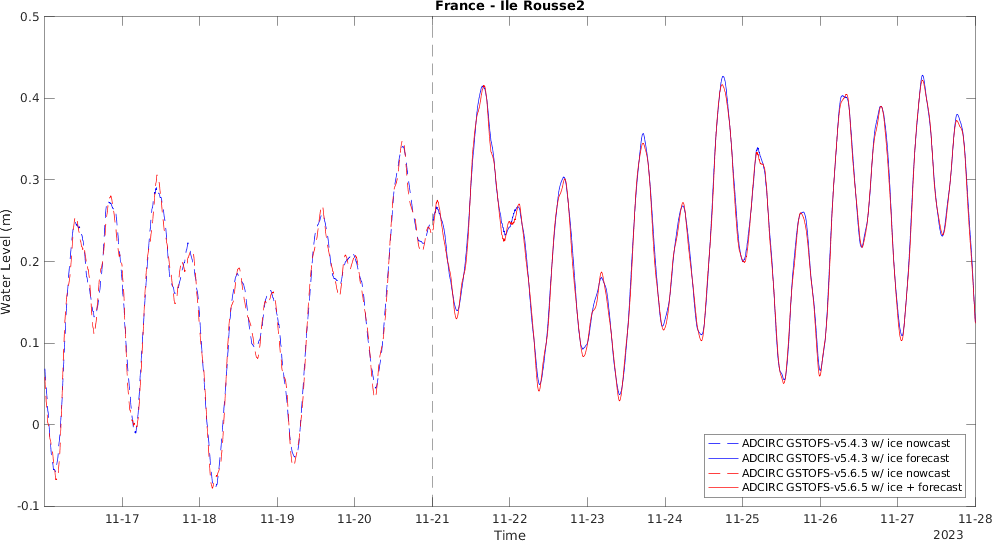 France - Ile Rousse2
Water Level (m)
0.5
0.4
0.3
0.2
0.1
0
-0.1
ADCIRC GSTOFS-v5.4.3 w/ ice nowcast
ADCIRC GSTOFS-v5.4.3 w/ ice forecast
ADCIRC GSTOFS-v5.6.5 w/ ice nowcast
ADCIRC GSTOFS-v5.6.5 w/ ice + forecast
11-17 11-18 11-19 11-20 11-21 11-22 11-23 11-24 11-25 11-26 11-27 11-28
Time
2023